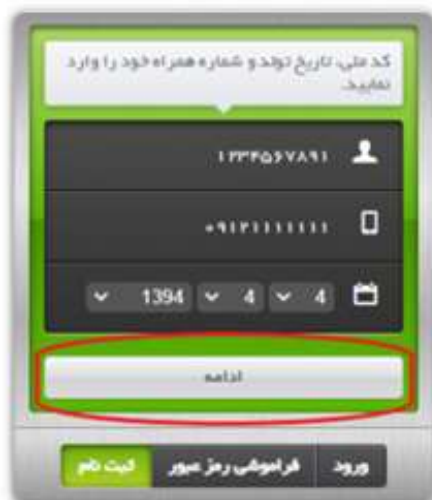 کد ملی، تاریخ تولد و شماره همراه خود را وارد
نمایید.
۱۲۳۴۵۶۷۸۹۱
۰۹۱۲۱۱۱۱۱۱۱
4 4 1394
ادامه
ورود فراموشی رمز عبور ثبت نام